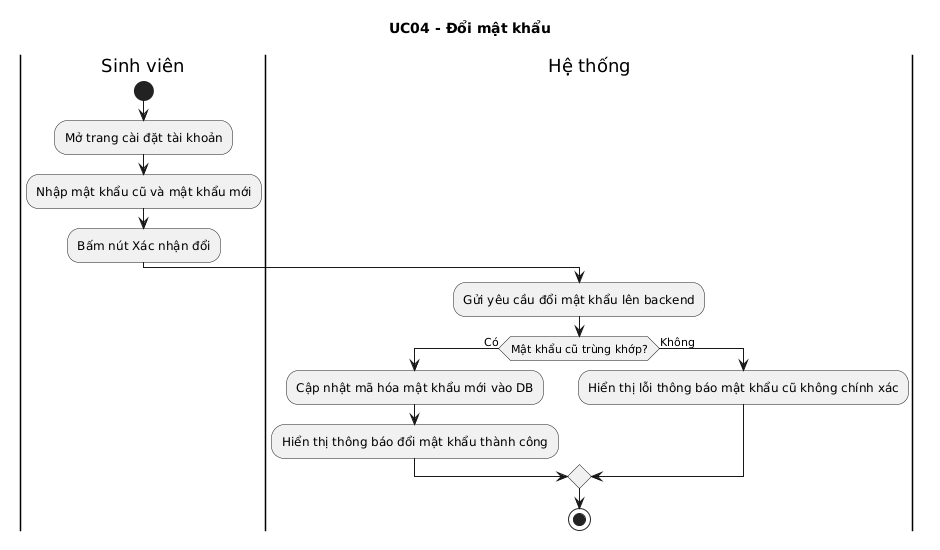 UC04 - Đổi mật khẩu
Sinh viên
Hệ thống
Mở trang cài đặt tài khoản
Nhập mật khẩu cũ và mật khẩu mới
Bấm nút Xác nhận đổi
Gửi yêu cầu đổi mật khẩu lên backend
Có
Mật khẩu cũ trùng khớp?
Không
Cập nhật mã hóa mật khẩu mới vào DB
Hiển thị lỗi thông báo mật khẩu cũ không chính xác
Hiển thị thông báo đổi mật khẩu thành công